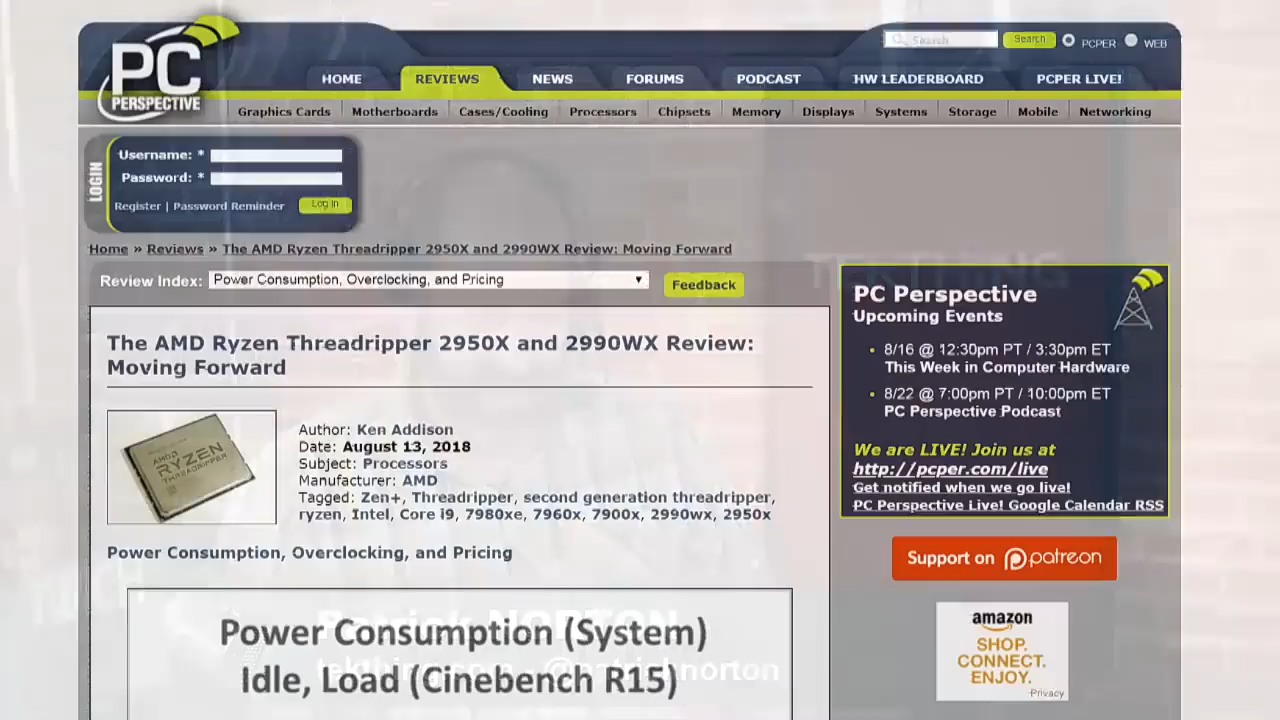 PC
PERSPECTIVE
Search
Search
PCPER
WEB
HOME
REVIEWS
NEWS
FORUMS
PODCAST
HW LEADERBOARD
PCPER LIVE!
Graphics Cards
Motherboards
Cases/Cooling
Processors
Chipsets
Memory
Displays
Systems
Storage
Mobile
Networking
LOGIN
Username: *
Password: *
Register | Password Reminder
Log in
Home » Reviews » The AMD Ryzen Threadripper 2950X and 2990WX Review: Moving Forward
Review Index:
Power Consumption, Overclocking, and Pricing
Feedback
TEKTHING
The AMD Ryzen Threadripper 2950X and 2990WX Review:
Moving Forward
AMD
RYZEN
THREADRIPPER
Author: Ken Addison
Date: August 13, 2018
Subject: Processors
Manufacturer: AMD
Tagged: Zen+, Threadripper, second generation threadripper,
ryzen, Intel, Core i9, 7980xe, 7960x, 7900x, 2990wx, 2950x
Power Consumption, Overclocking, and Pricing
Power Consumption (System)
Idle, Load (Cinebench R15)
Patrick NORTON
tekthing.com - @patricknorton
PC Perspective
Upcoming Events
• 8/16 @ 12:30pm PT / 3:30pm ET
This Week in Computer Hardware
• 8/22 @ 7:00pm PT / 10:00pm ET
PC Perspective Podcast
We are LIVE! Join us at
http://pcper.com/live
Get notified when we go live!
PC Perspective Live! Google Calendar RSS
Support on patreon
amazon
SHOP.
CONNECT.
ENJOY.
Privacy